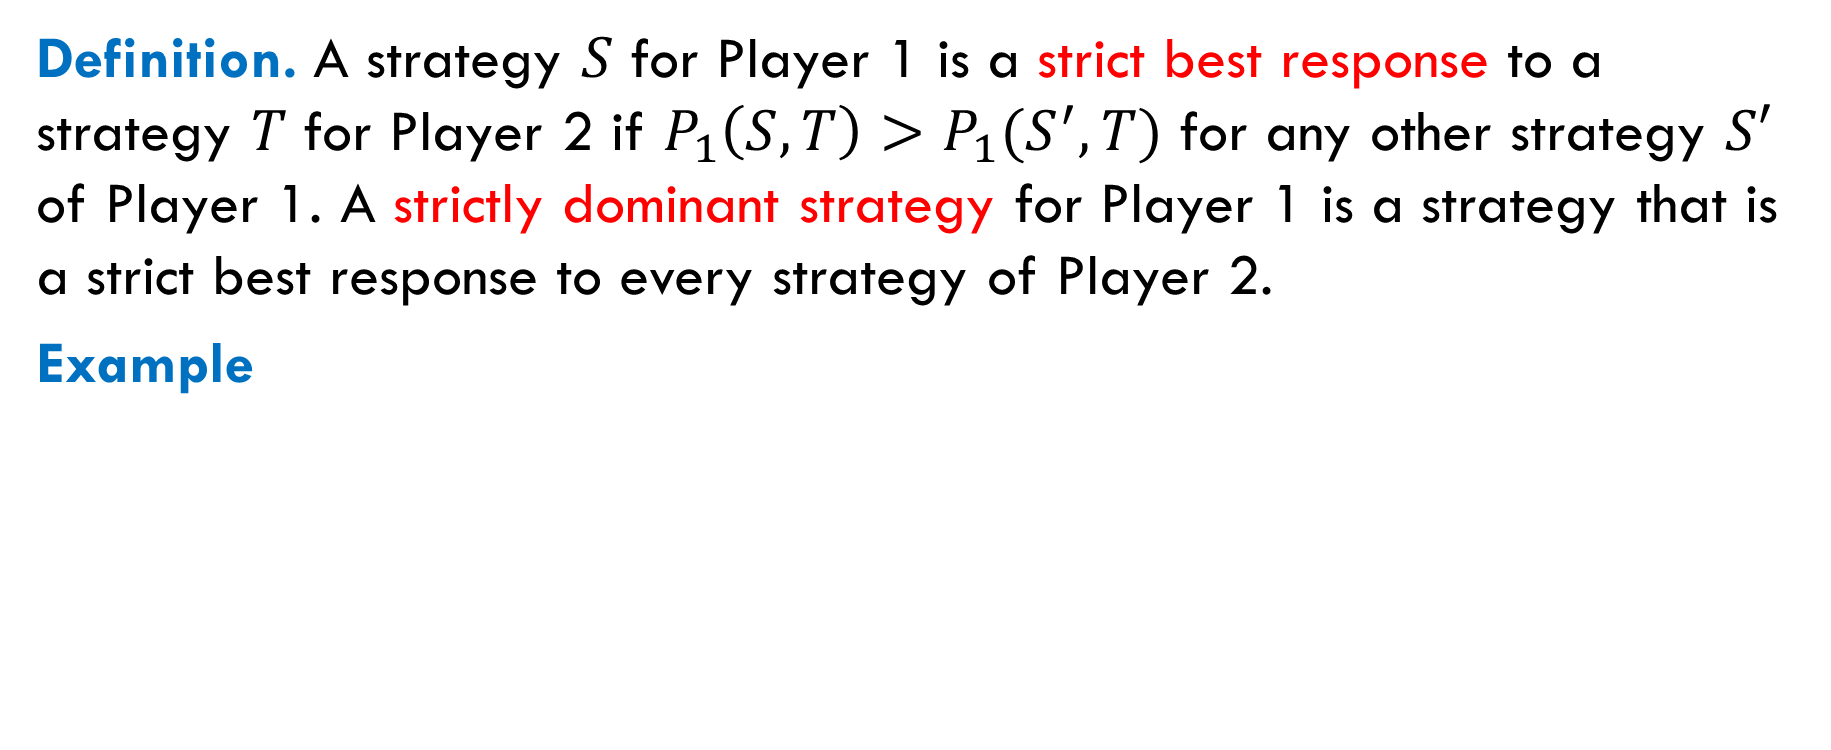 Definition. A strategy 𝑆 for Player 1 is a strict best response to a
strategy 𝑇 for Player 2 if 𝑃₁(𝑆, 𝑇) > 𝑃₁(𝑆′, 𝑇) for any other strategy 𝑆′
of Player 1. A strictly dominant strategy for Player 1 is a strategy that is
a strict best response to every strategy of Player 2.
Example